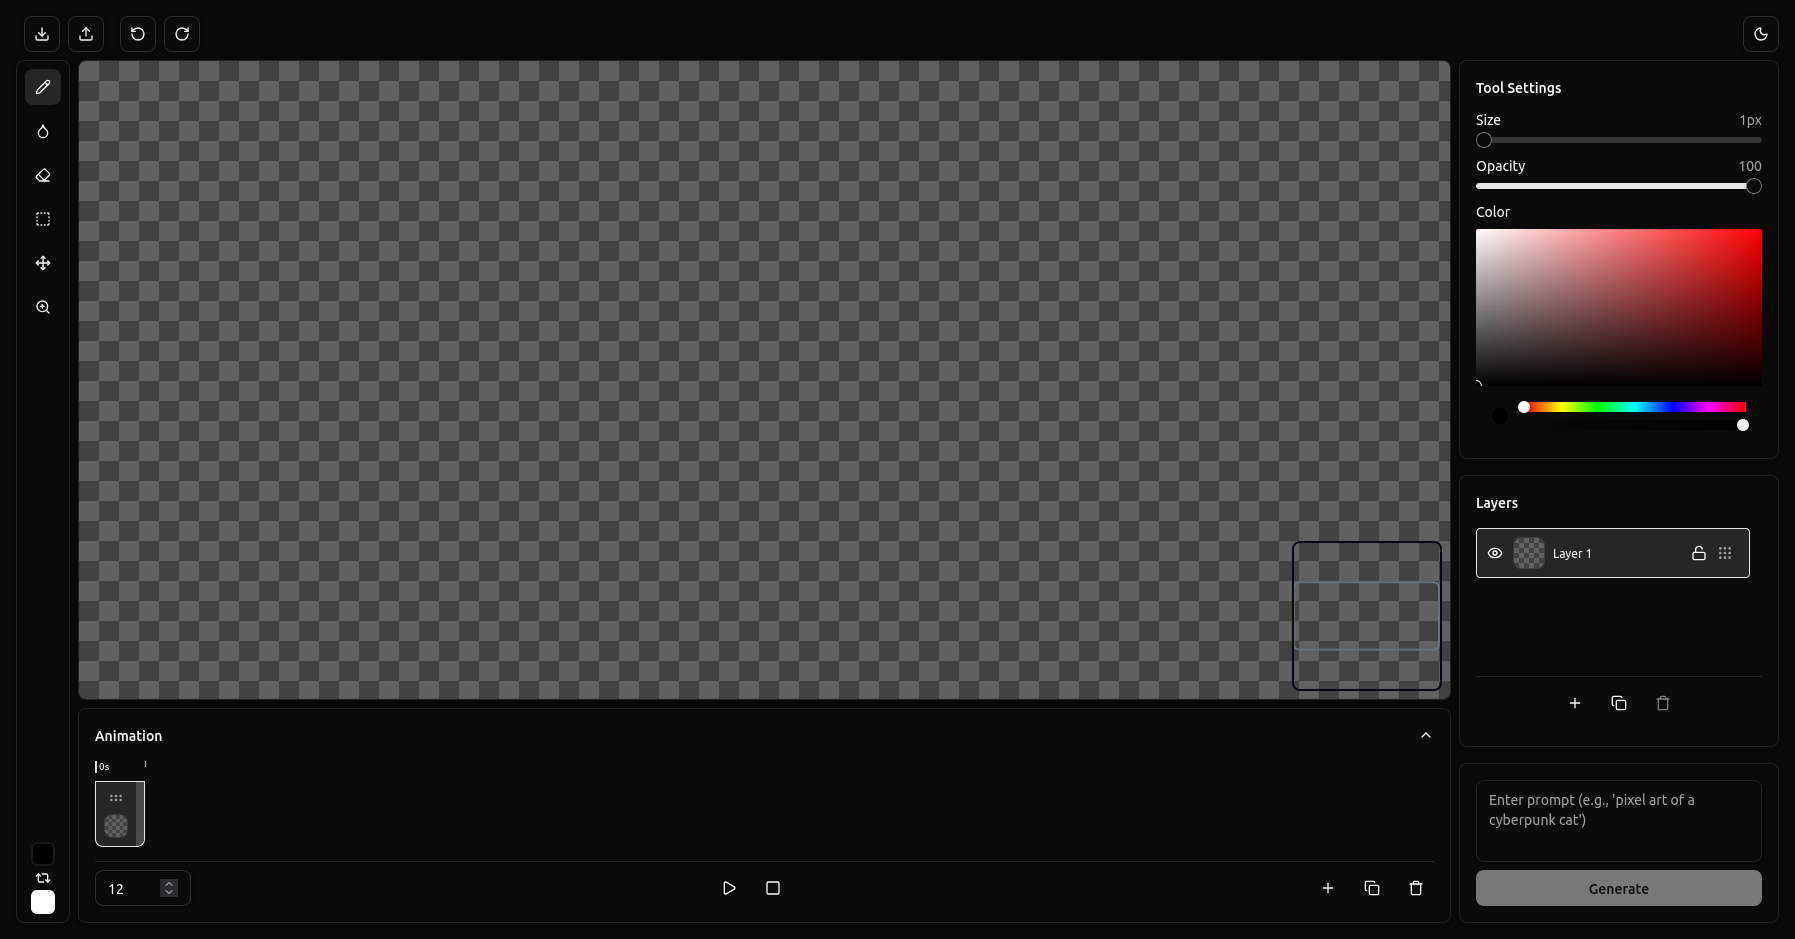 Tool Settings
Size 1px
Opacity 100
Color
Layers
Layer 1
Animation
0s
12
Enter prompt (e.g., 'pixel art of a
cyberpunk cat')
Generate